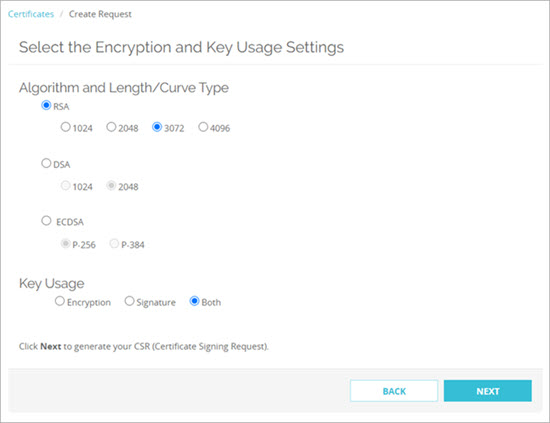 Certificates / Create Request
Select the Encryption and Key Usage Settings
Algorithm and Length/Curve Type
RSA
1024 2048 3072 4096
DSA
1024 2048
ECDSA
P-256 P-384
Key Usage
Encryption Signature Both
Click Next to generate your CSR (Certificate Signing Request).
BACK NEXT